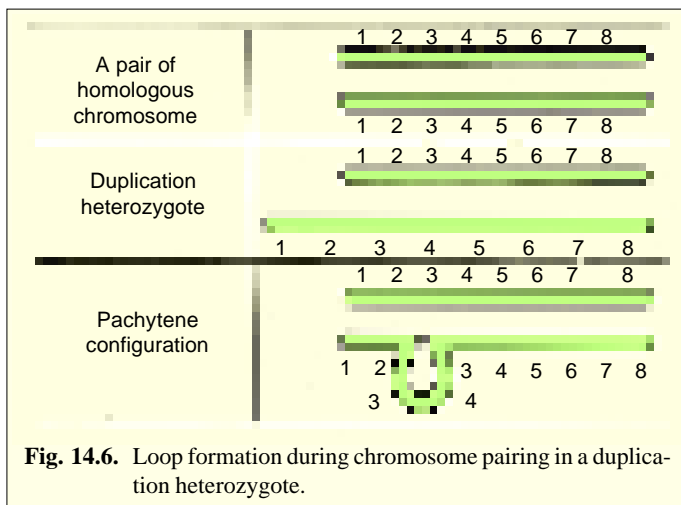 1 2 3 4 5 6 7 8
A pair of
homologous
chromosome
1 2 3 4 5 6 7 8
1 2 3 4 5 6 7 8
Duplication
heterozygote
1 2 3 4 5 6 7 8
1 2 3 4 5 6 7 8
Pachytene
configuration
1 2 3 4 5 6 7 8
3 4
Fig. 14.6. Loop formation during chromosome pairing in a duplica-
tion heterozygote.